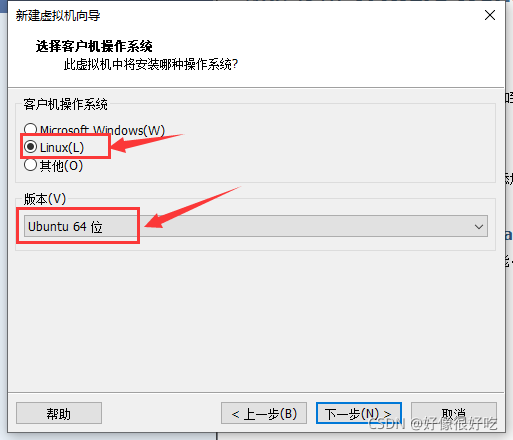 新建虚拟机向导
选择客户机操作系统
此虚拟机中将安装哪种操作系统?
客户机操作系统
Microsoft Windows(W)
Linux(L)
其他(O)
版本(V)
Ubuntu 64 位
帮助
< 上一步(B)
下一步(N) >
取消
CSDN @好像很好吃